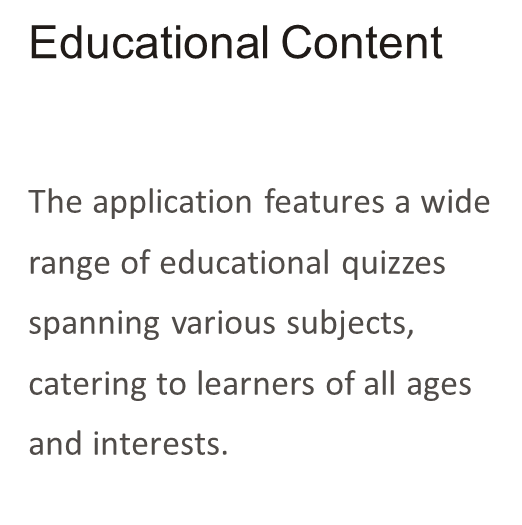 Educational Content
The application features a wide
range of educational quizzes
spanning various subjects,
catering to learners of all ages
and interests.